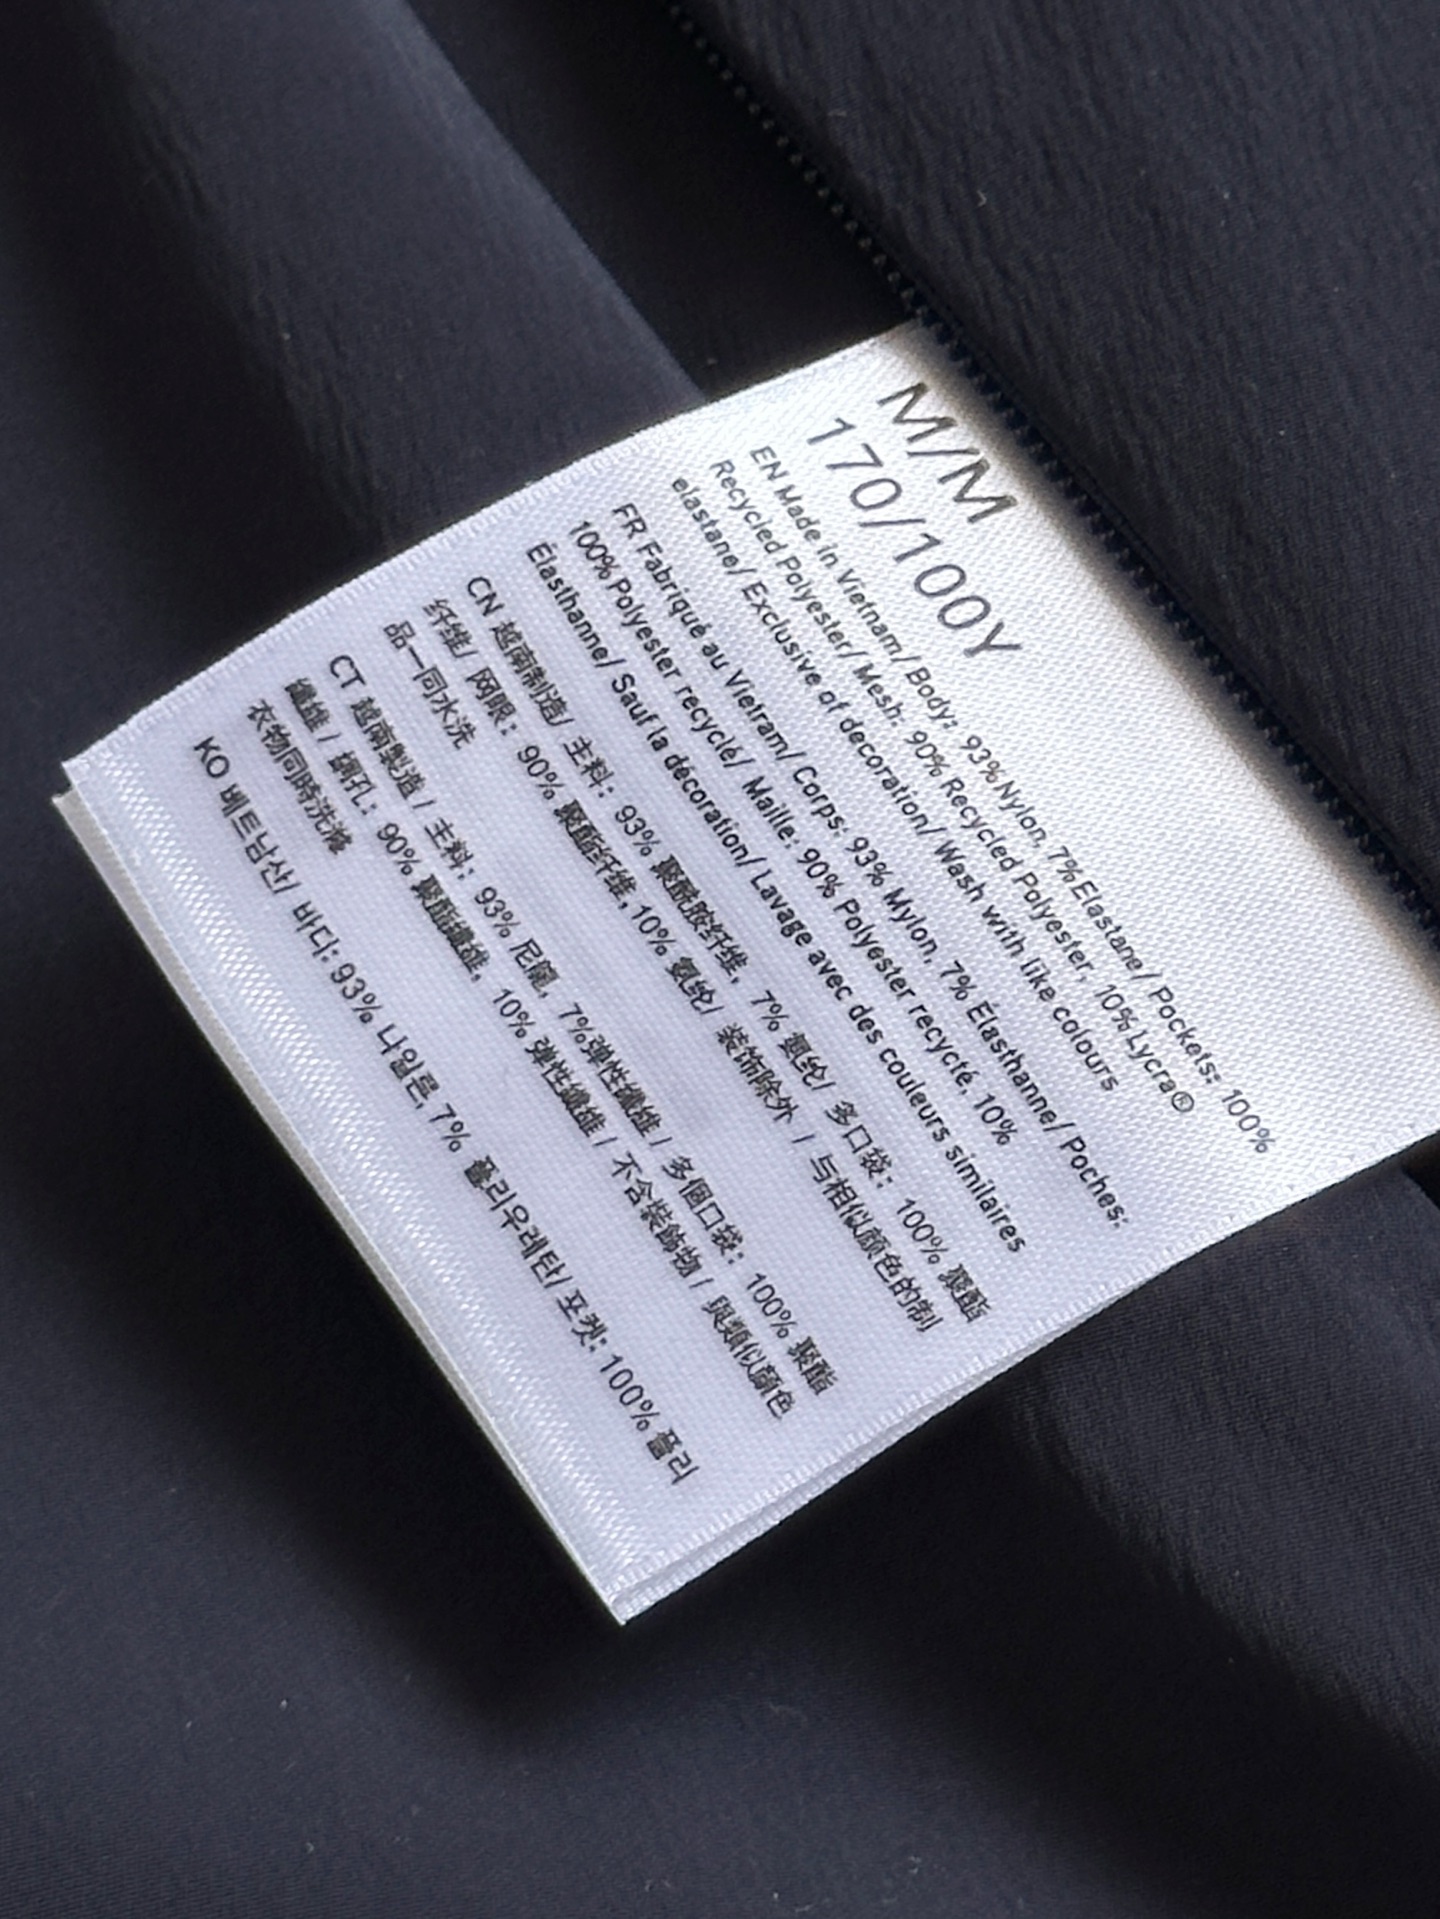 M/M
170/100Y
EN Made in Vietnam/ Body: 93% Nylon, 7% Elastane/ Pockets: 100%
Recycled Polyester/ Mesh: 90% Recycled Polyester, 10% Lycra®
elastane/ Exclusive of decoration/ Wash with like colours
FR Fabriqué au Vietram/ Corps: 93% Mylon, 7% Élasthanne/ Poches:
100% Polyester recyclé/ Maille: 90% Polyester recycté, 10%
Élasthanne/ Sauf la décoration/ Lavage avec des couleurs similaires
CN 越南制造/ 主料: 93% 聚酰胺纤维, 7% 氨纶/ 多口袋: 100% 聚酯
纤维/ 网眼: 90% 聚酯纤维, 10% 氨纶/ 装饰除外 / 与相似颜色的制
品一同水洗
CT 越南製造 / 主料: 93% 尼龍, 7% 弹性纖維 / 多個口袋: 100% 聚酯
纖維 / 網孔: 90% 聚酯纖維, 10% 弹性纖維 / 不含裝飾物 / 與類似顏色
衣物同時洗滌
KO 베트남산/ 바디: 93% 나일론, 7% 폴리우레탄/ 포켓: 100% 폴리